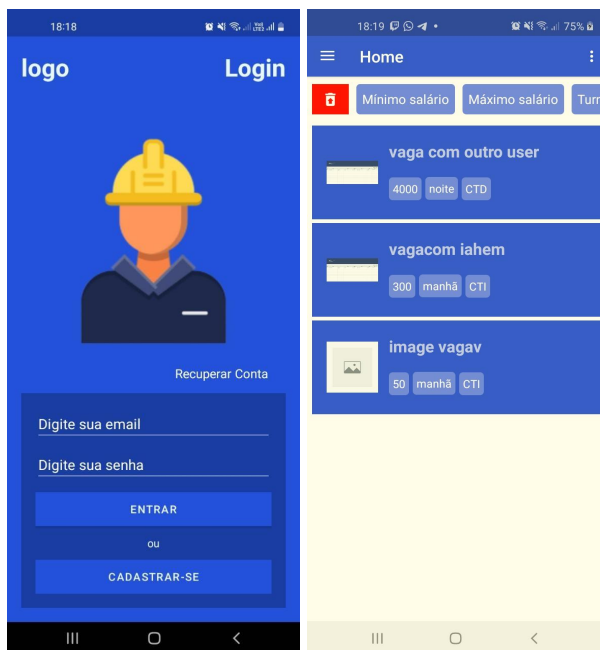 18:18
logo
Login
Recuperar Conta
Digite sua email
Digite sua senha
ENTRAR
ou
CADASTRAR-SE
18:19
75%
Home
Mínimo salário
Máximo salário
Turn
vaga com outro user
4000 noite CTD
vagacom iahem
300 manhã CTI
image vagav
50 manhã CTI